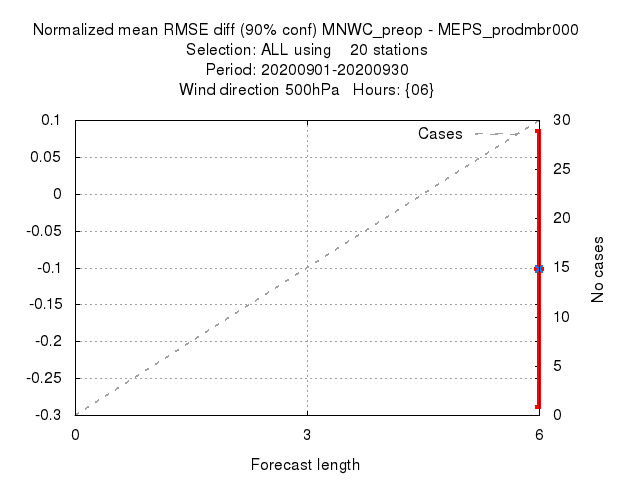 Normalized mean RMSE diff (90% conf) MNWC_preop - MEPS_prodmbr000
Selection: ALL using    20 stations
Period: 20200901-20200930
Wind direction 500hPa   Hours: {06}
0.1
0.05
0
-0.05
-0.1
-0.15
-0.2
-0.25
-0.3
Cases
30
25
20
15
10
5
0
No cases
0 3 6
Forecast length